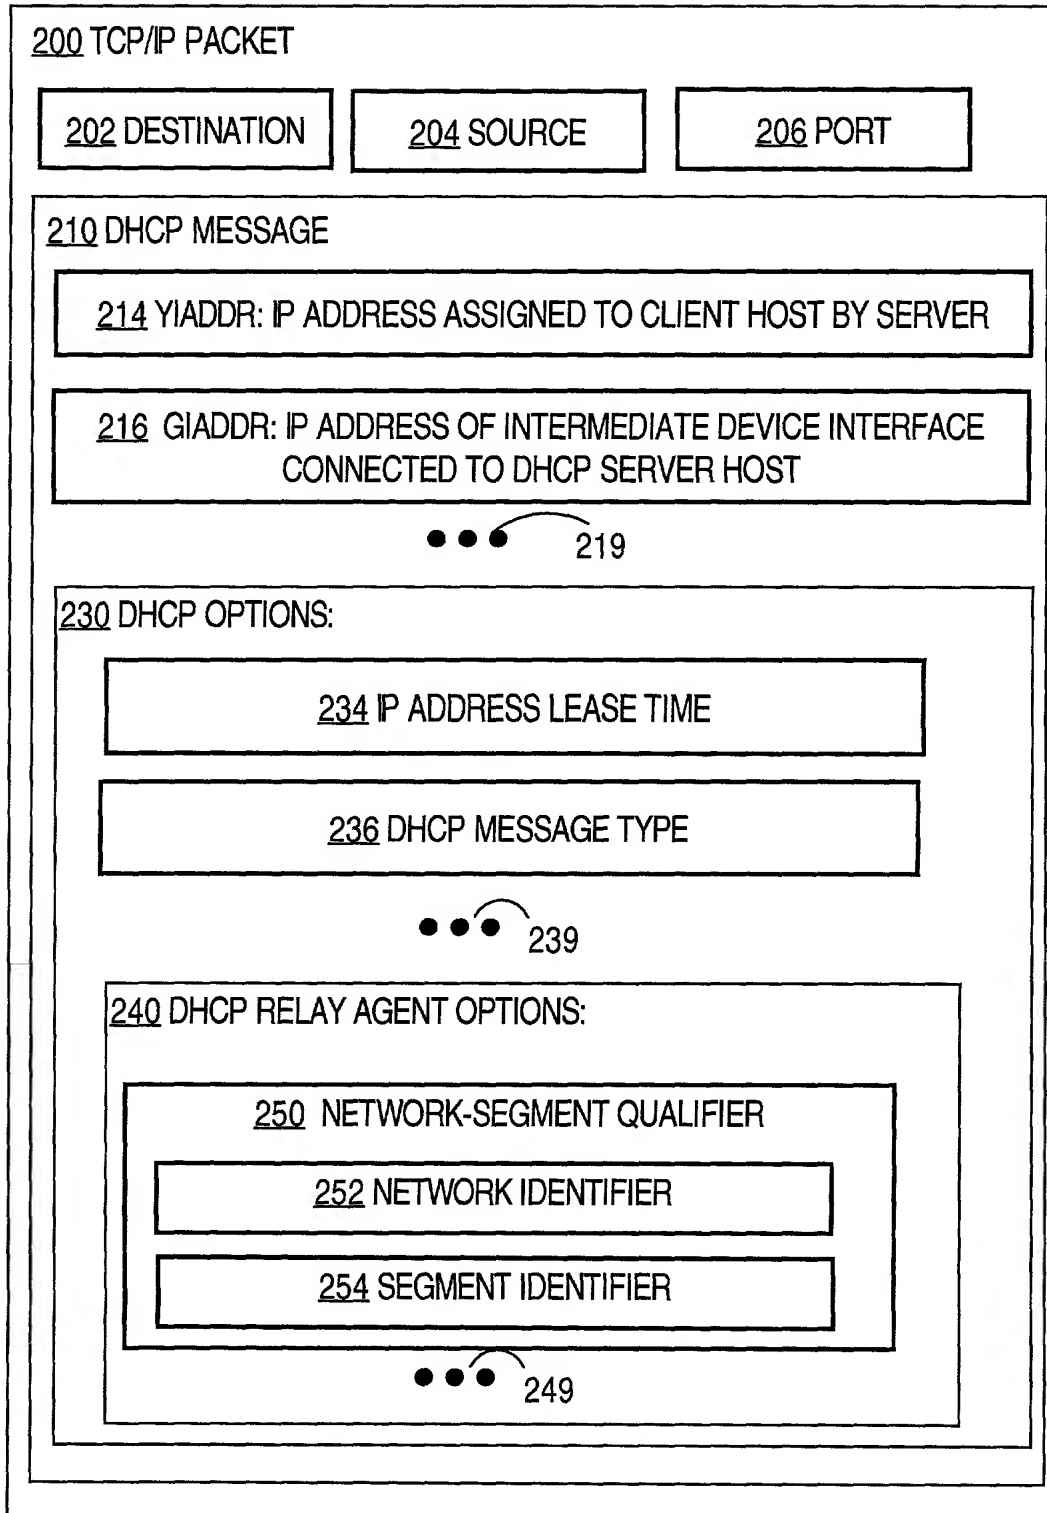 200 TCP/IP PACKET
202 DESTINATION
204 SOURCE
206 PORT
210 DHCP MESSAGE
214 YIADDR: IP ADDRESS ASSIGNED TO CLIENT HOST BY SERVER
216 GIADDR: IP ADDRESS OF INTERMEDIATE DEVICE INTERFACE
CONNECTED TO DHCP SERVER HOST
219
230 DHCP OPTIONS:
234 IP ADDRESS LEASE TIME
236 DHCP MESSAGE TYPE
239
240 DHCP RELAY AGENT OPTIONS:
250 NETWORK-SEGMENT QUALIFIER
252 NETWORK IDENTIFIER
254 SEGMENT IDENTIFIER
249